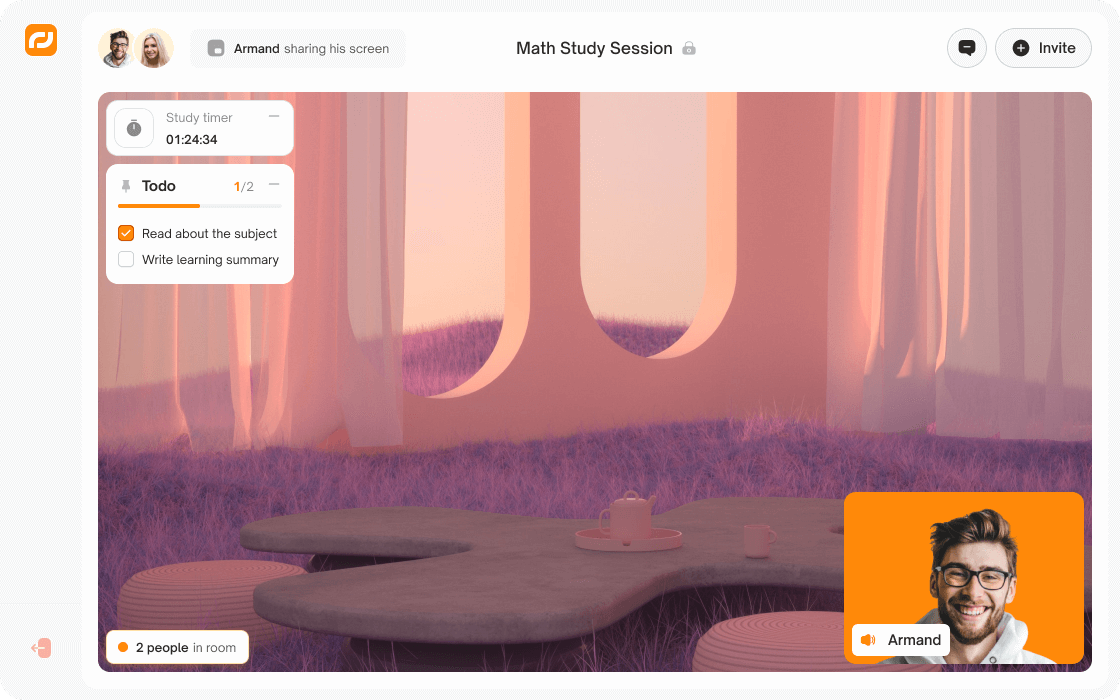 Armand sharing his screen
Math Study Session
Invite
Study timer
01:24:34
Todo
1/2
Read about the subject
Write learning summary
2 people in room
Armand